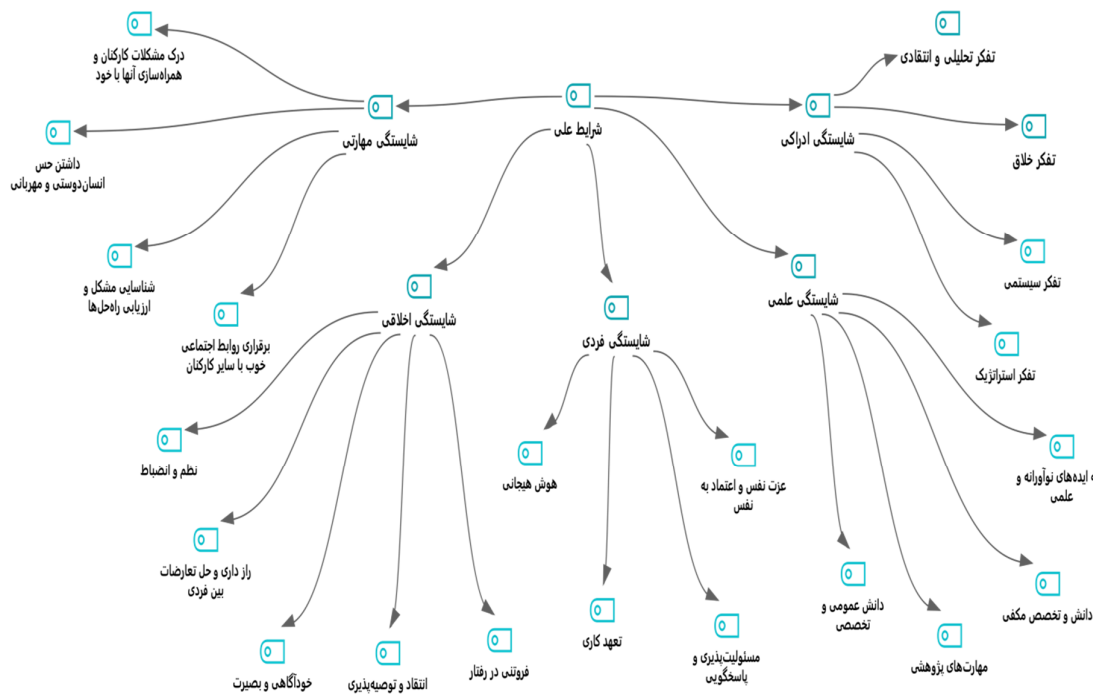 شرایط علی
شایستگی ادراکی
تفکر تحلیلی و انتقادی
تفکر خلاق
تفکر سیستمی
تفکر استراتژیک
شایستگی علمی
ه ایده‌های نوآورانه و
علمی
دانش و تخصص مکفی
مهارت‌های پژوهشی
دانش عمومی و
تخصصی
شایستگی فردی
عزت نفس و اعتماد به
نفس
مسئولیت‌پذیری و
پاسخگویی
تعهد کاری
هوش هیجانی
شایستگی اخلاقی
فروتنی در رفتار
انتقاد و توصیه‌پذیری
خودآگاهی و بصیرت
راز داری و حل تعارضات
بین فردی
نظم و انضباط
شایستگی مهارتی
درک مشکلات کارکنان و
همراه‌سازی آنها با خود
داشتن حس
انسان‌دوستی و مهربانی
شناسایی مشکل و
ارزیابی راه‌حل‌ها
برقراری روابط اجتماعی
خوب با سایر کارکنان